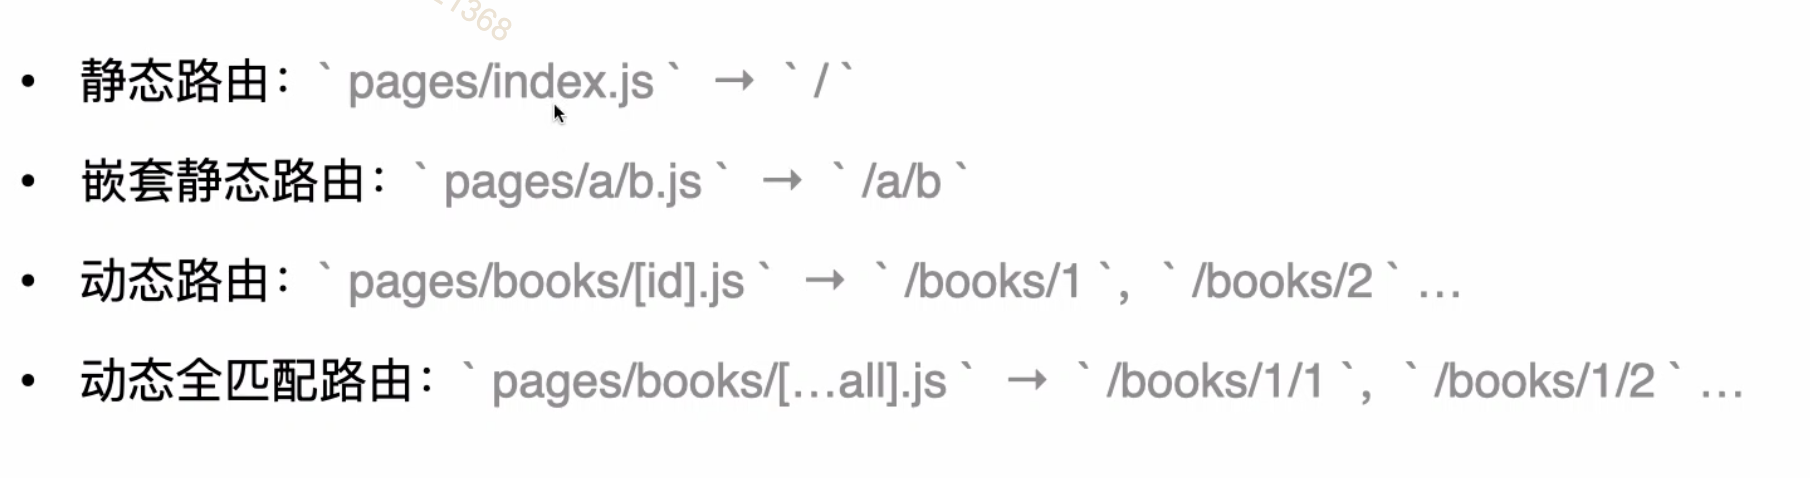 • 静态路由：` pages/index.js ` → ` / `
• 嵌套静态路由：` pages/a/b.js ` → ` /a/b `
• 动态路由：` pages/books/[id].js ` → ` /books/1 `, ` /books/2 ` …
• 动态全匹配路由：` pages/books/[…all].js ` → ` /books/1/1 `, ` /books/1/2 ` …